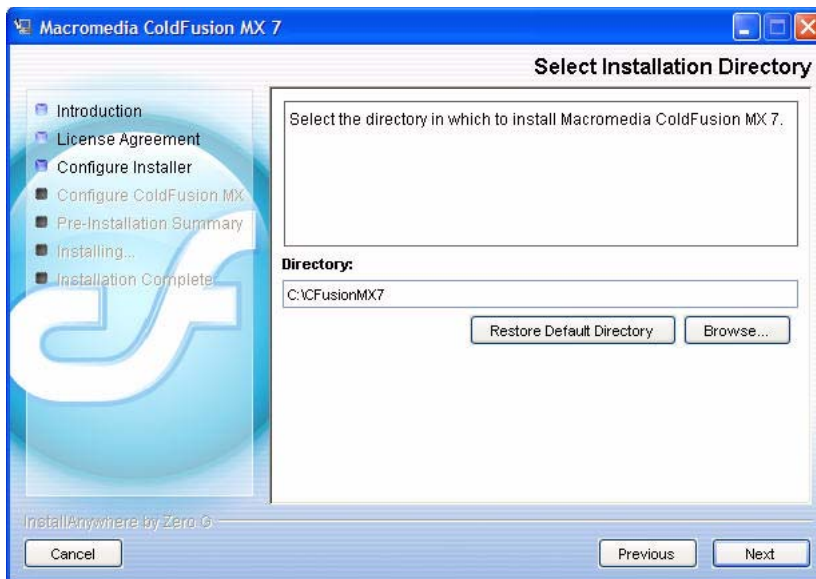 Macromedia ColdFusion MX 7
Select Installation Directory
Introduction
License Agreement
Configure Installer
Configure ColdFusion MX
Pre-Installation Summary
Installing...
Installation Complete
Select the directory in which to install Macromedia ColdFusion MX 7.
Directory:
C:\CFusionMX7
Restore Default Directory
Browse...
InstallAnywhere by Zero G
Cancel
Previous
Next